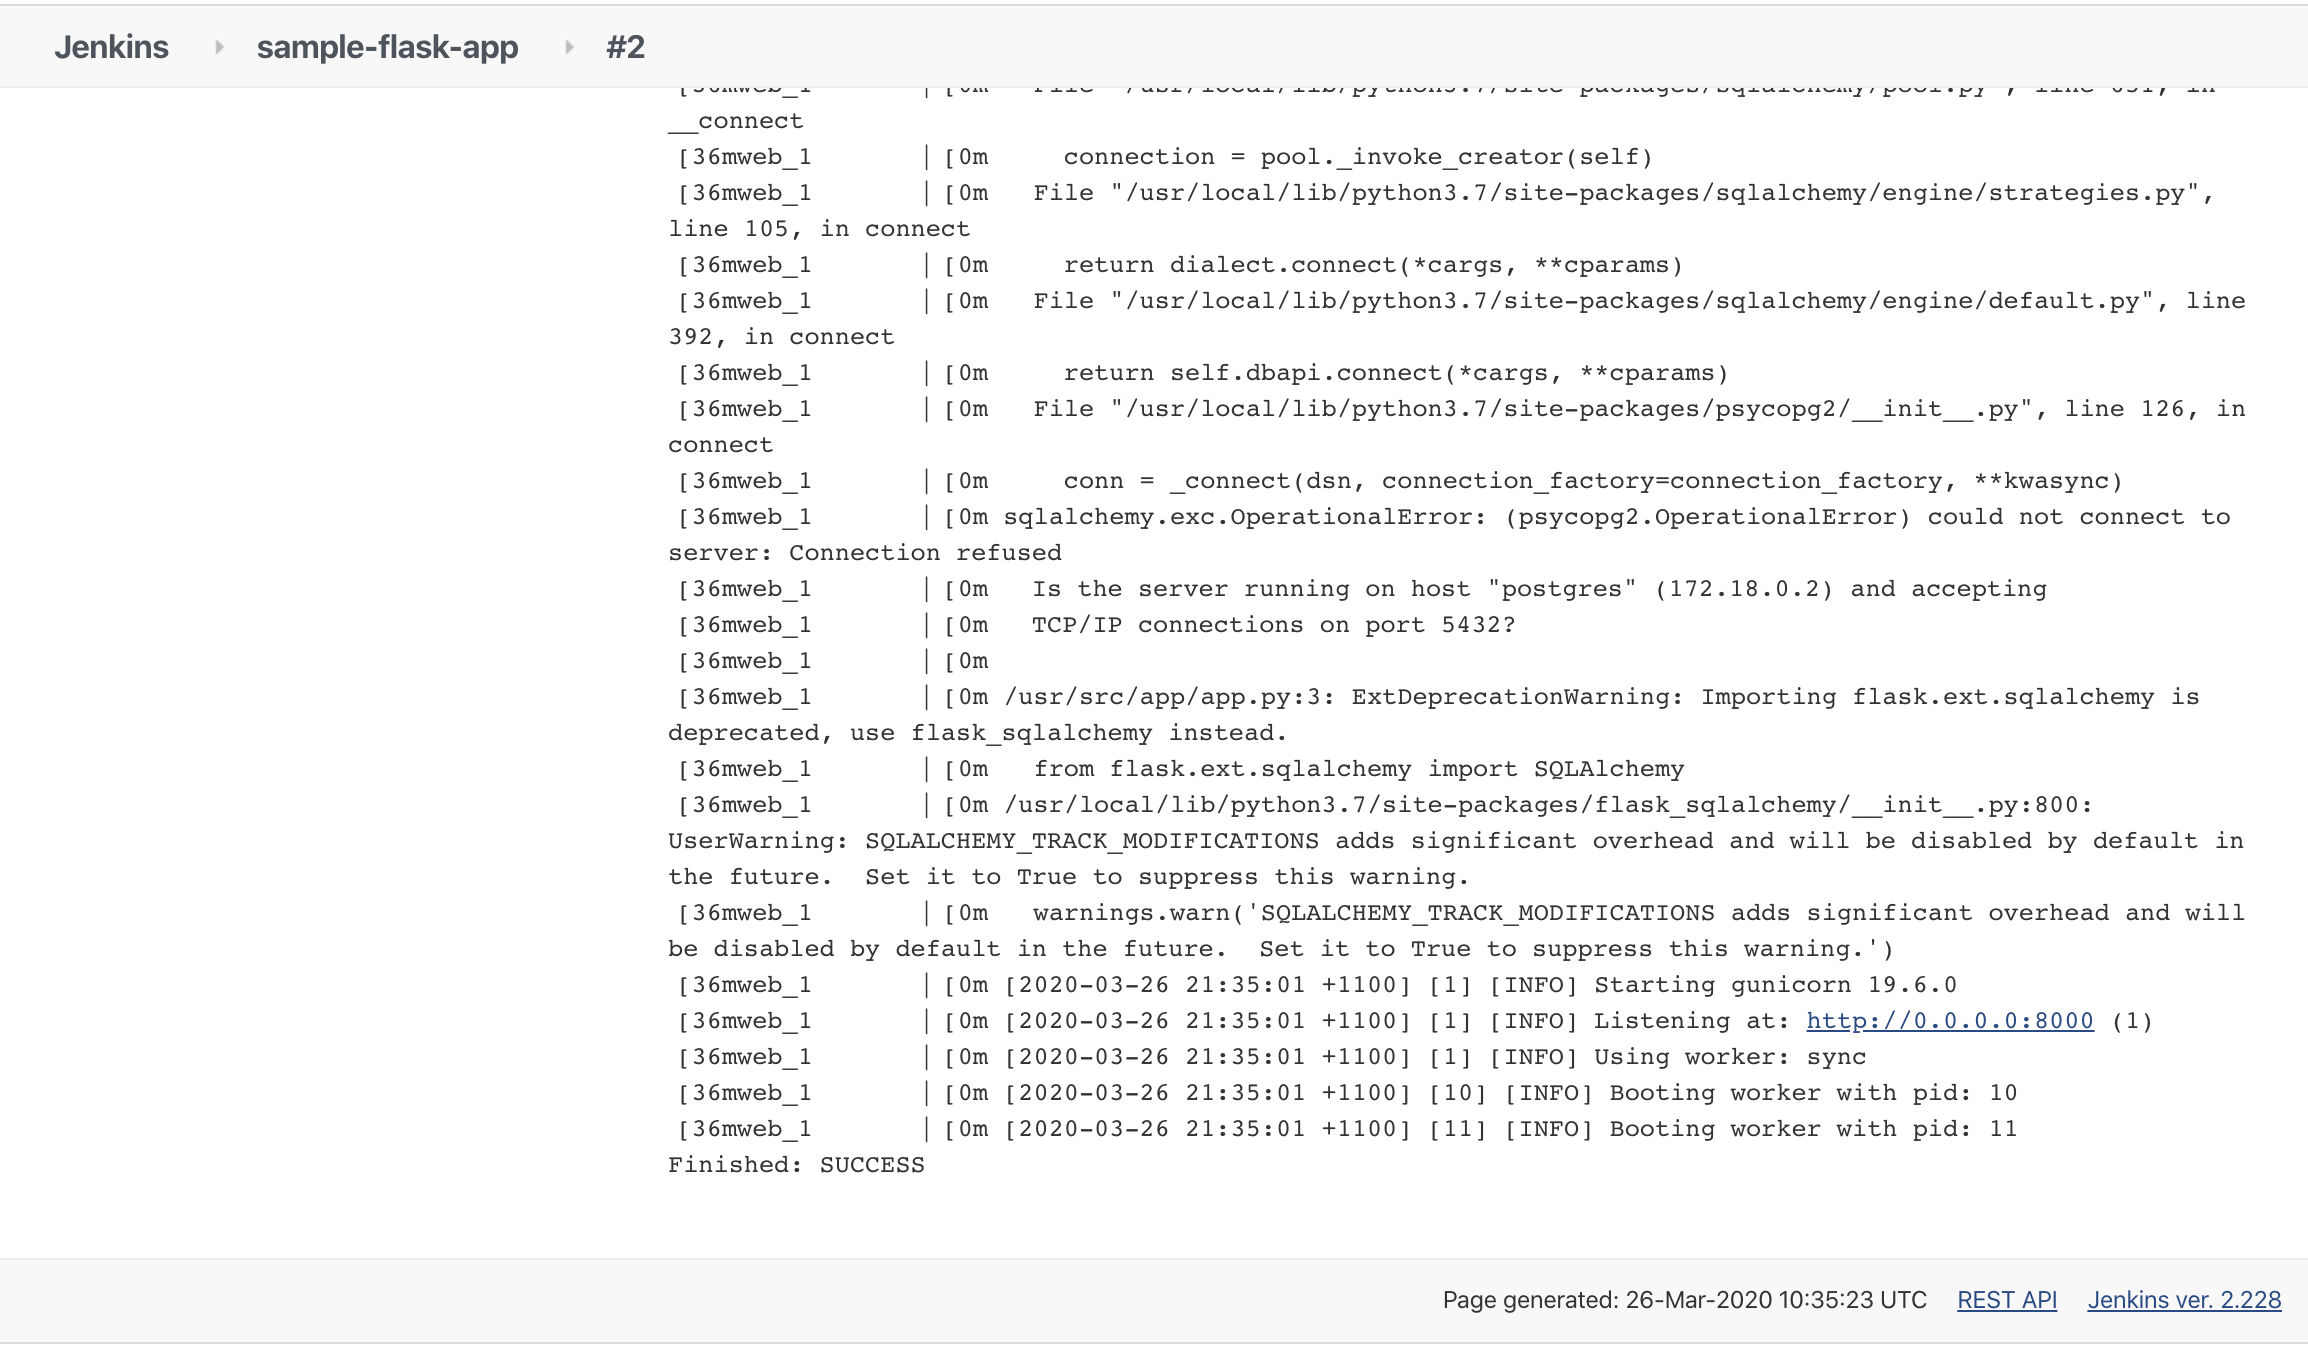 Jenkins sample-flask-app #2
__connect
[36mweb_1 |[0m connection = pool._invoke_creator(self)
[36mweb_1 |[0m File "/usr/local/lib/python3.7/site-packages/sqlalchemy/engine/strategies.py",
line 105, in connect
[36mweb_1 |[0m return dialect.connect(*cargs, **cparams)
[36mweb_1 |[0m File "/usr/local/lib/python3.7/site-packages/sqlalchemy/engine/default.py", line
392, in connect
[36mweb_1 |[0m return self.dbapi.connect(*cargs, **cparams)
[36mweb_1 |[0m File "/usr/local/lib/python3.7/site-packages/psycopg2/__init__.py", line 126, in
connect
[36mweb_1 |[0m conn = _connect(dsn, connection_factory=connection_factory, **kwasync)
[36mweb_1 |[0m sqlalchemy.exc.OperationalError: (psycopg2.OperationalError) could not connect to
server: Connection refused
[36mweb_1 |[0m Is the server running on host "postgres" (172.18.0.2) and accepting
[36mweb_1 |[0m TCP/IP connections on port 5432?
[36mweb_1 |[0m
[36mweb_1 |[0m /usr/src/app/app.py:3: ExtDeprecationWarning: Importing flask.ext.sqlalchemy is
deprecated, use flask_sqlalchemy instead.
[36mweb_1 |[0m from flask.ext.sqlalchemy import SQLAlchemy
[36mweb_1 |[0m /usr/local/lib/python3.7/site-packages/flask_sqlalchemy/__init__.py:800:
UserWarning: SQLALCHEMY_TRACK_MODIFICATIONS adds significant overhead and will be disabled by default in
the future.  Set it to True to suppress this warning.
[36mweb_1 |[0m warnings.warn('SQLALCHEMY_TRACK_MODIFICATIONS adds significant overhead and will
be disabled by default in the future.  Set it to True to suppress this warning.')
[36mweb_1 |[0m [2020-03-26 21:35:01 +1100] [1] [INFO] Starting gunicorn 19.6.0
[36mweb_1 |[0m [2020-03-26 21:35:01 +1100] [1] [INFO] Listening at: http://0.0.0.0:8000 (1)
[36mweb_1 |[0m [2020-03-26 21:35:01 +1100] [1] [INFO] Using worker: sync
[36mweb_1 |[0m [2020-03-26 21:35:01 +1100] [10] [INFO] Booting worker with pid: 10
[36mweb_1 |[0m [2020-03-26 21:35:01 +1100] [11] [INFO] Booting worker with pid: 11
Finished: SUCCESS
Page generated: 26-Mar-2020 10:35:23 UTC REST API Jenkins ver. 2.228